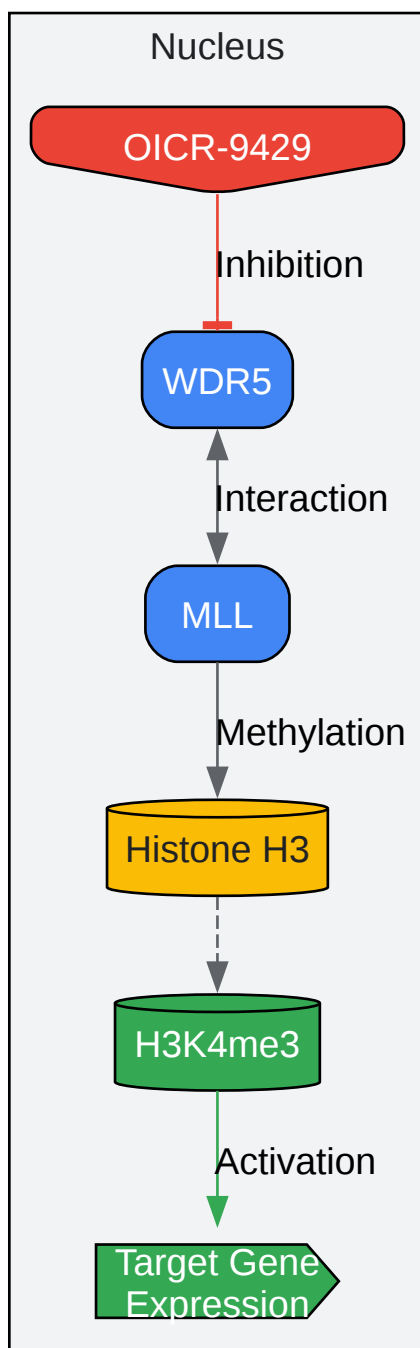 Nucleus
OICR-9429
Inhibition
WDR5
Interaction
MLL
Methylation
Histone H3
H3K4me3
Activation
Target Gene
Expression